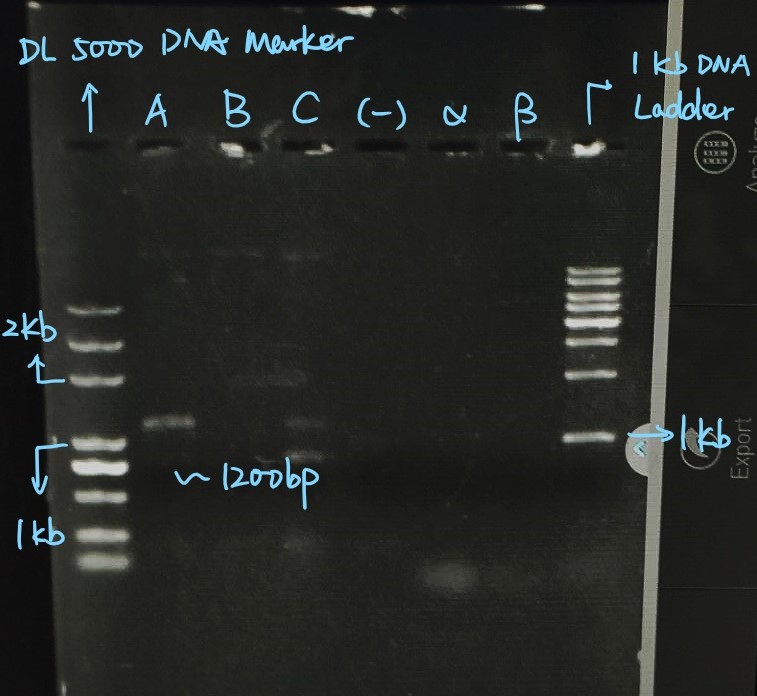 DL 5000 DNA Marker
1 kb DNA
Ladder
A B C (-) α β
Analyze
2kb
1kb
~ 1200bp
Export
1kb